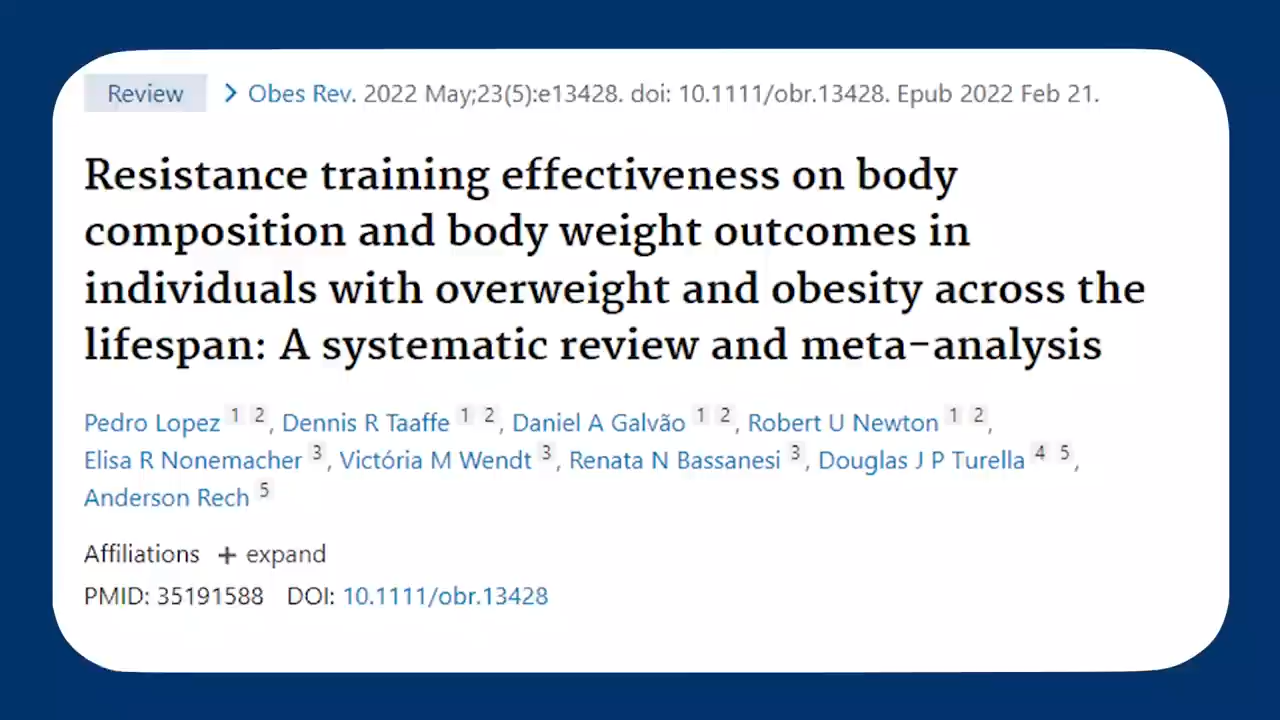 Review > Obes Rev. 2022 May;23(5):e13428. doi: 10.1111/obr.13428. Epub 2022 Feb 21.
Resistance training effectiveness on body
composition and body weight outcomes in
individuals with overweight and obesity across the
lifespan: A systematic review and meta-analysis
Pedro Lopez 1 2, Dennis R Taaffe 1 2, Daniel A Galvão 1 2, Robert U Newton 1 2,
Elisa R Nonemacher 3, Victória M Wendt 3, Renata N Bassanesi 3, Douglas J P Turella 4 5,
Anderson Rech 5
Affiliations + expand
PMID: 35191588 DOI: 10.1111/obr.13428